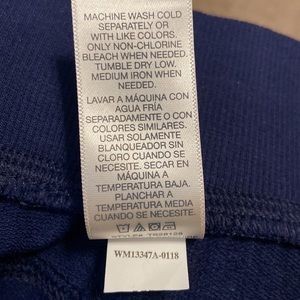 MACHINE WASH COLD
SEPARATELY OR
WITH LIKE COLORS.
ONLY NON-CHLORINE
BLEACH WHEN NEEDED.
TUMBLE DRY LOW.
MEDIUM IRON WHEN
NEEDED.
LAVAR A MÁQUINA CON
AGUA FRÍA
SEPARADAMENTE O CON
COLORES SIMILARES.
USAR SOLAMENTE
BLANQUEADOR SIN
CLORO CUANDO SE
NECESITE. SECAR EN
MÁQUINA A
TEMPERATURA BAJA.
PLANCHAR A
TEMPERATURA MEDIA
CUANDO SE NECESITE.
WM13347A-0118